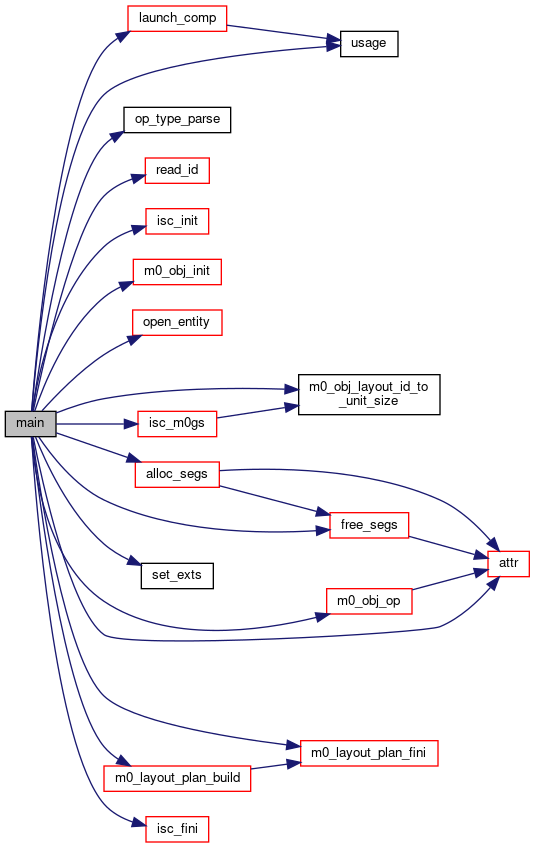 launch_comp
usage
op_type_parse
read_id
isc_init
m0_obj_init
open_entity
m0_obj_layout_id_to
_unit_size
main
isc_m0gs
alloc_segs
free_segs
attr
set_exts
m0_obj_op
m0_layout_plan_fini
m0_layout_plan_build
isc_fini